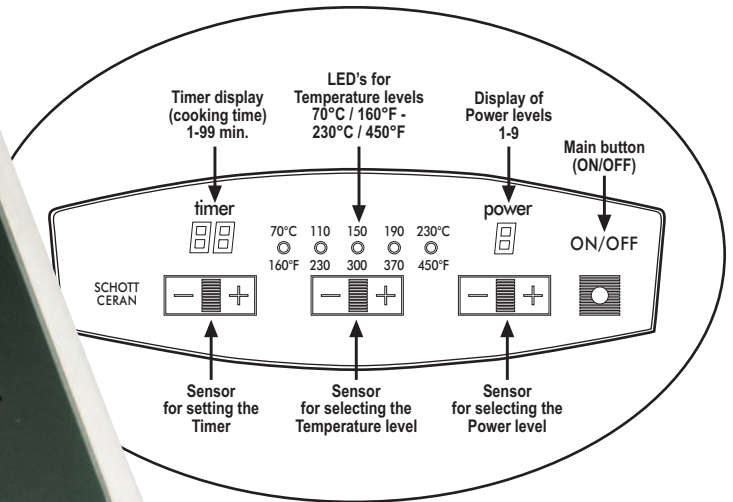 LED's for
Temperature levels
70°C / 160°F -
230°C / 450°F
Timer display
(cooking time)
1-99 min.
Display of
Power levels
1-9
Main button
(ON/OFF)
timer
power
88
8
70°C 110 150 190 230°C
160°F 230 300 370 450°F
ON/OFF
SCHOTT
CERAN
− +
− +
− +
Sensor
for setting the
Timer
Sensor
for selecting the
Temperature level
Sensor
for selecting the
Power level